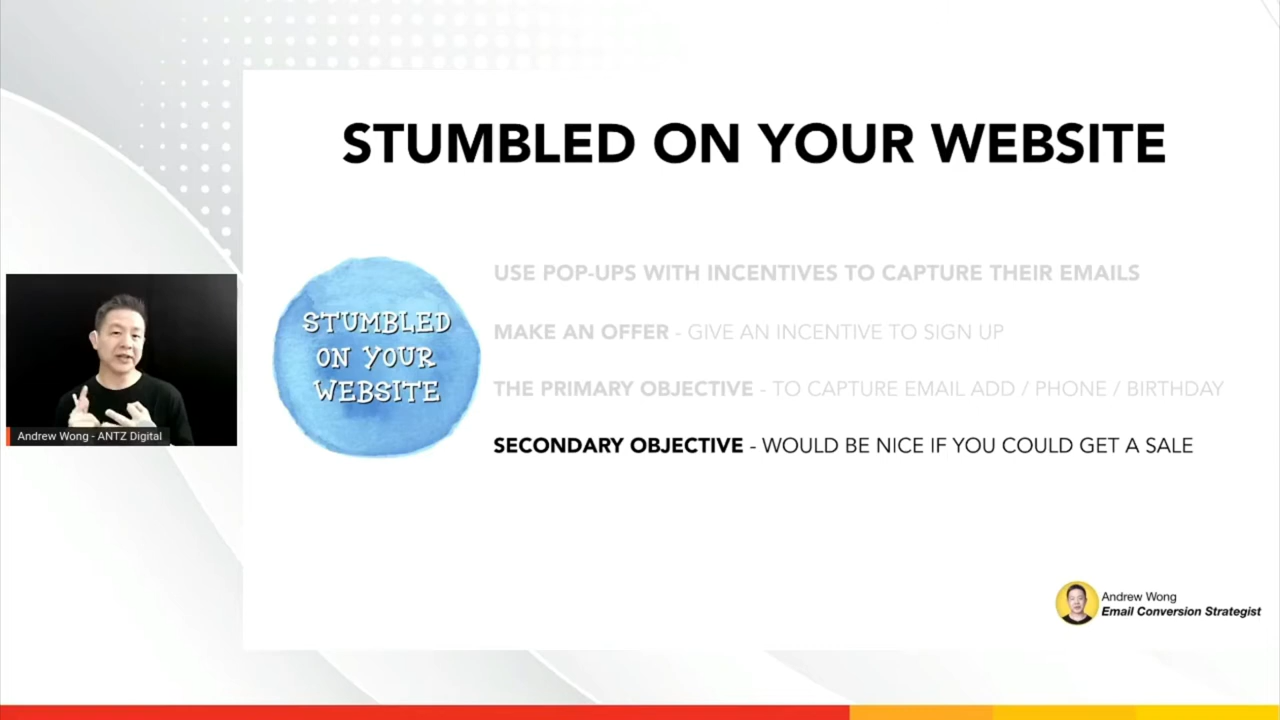 STUMBLED ON YOUR WEBSITE
USE POP-UPS WITH INCENTIVES TO CAPTURE THEIR EMAILS
STUMBLED
ON YOUR
WEBSITE
MAKE AN OFFER - GIVE AN INCENTIVE TO SIGN UP
THE PRIMARY OBJECTIVE - TO CAPTURE EMAIL ADD / PHONE / BIRTHDAY
SECONDARY OBJECTIVE - WOULD BE NICE IF YOU COULD GET A SALE
Andrew Wong - ANTZ Digital
Andrew Wong
Email Conversion Strategist